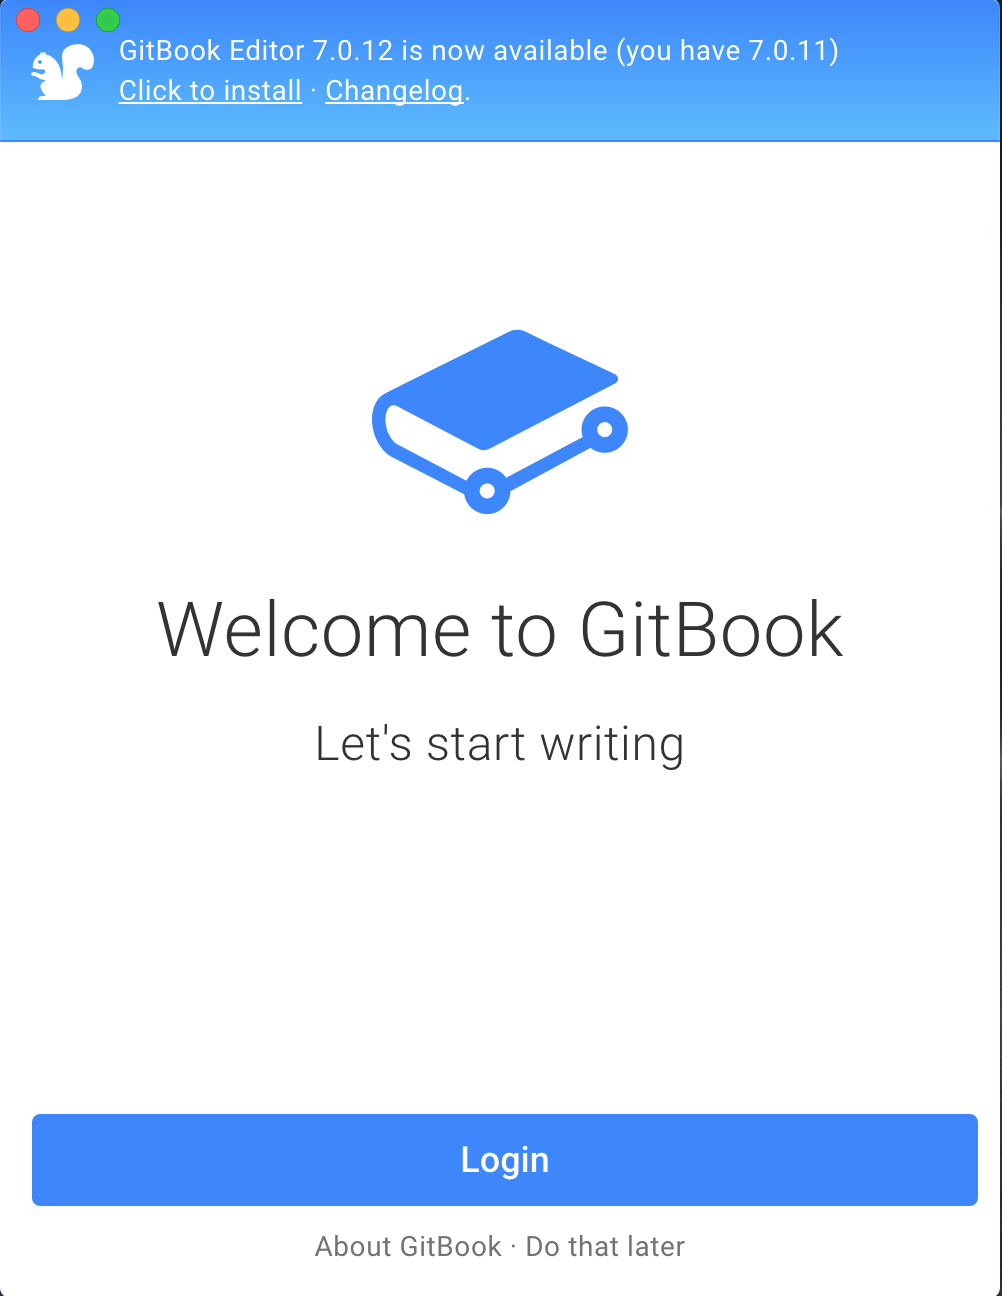 GitBook Editor 7.0.12 is now available (you have 7.0.11)
Click to install · Changelog.
Welcome to GitBook
Let's start writing
Login
About GitBook · Do that later